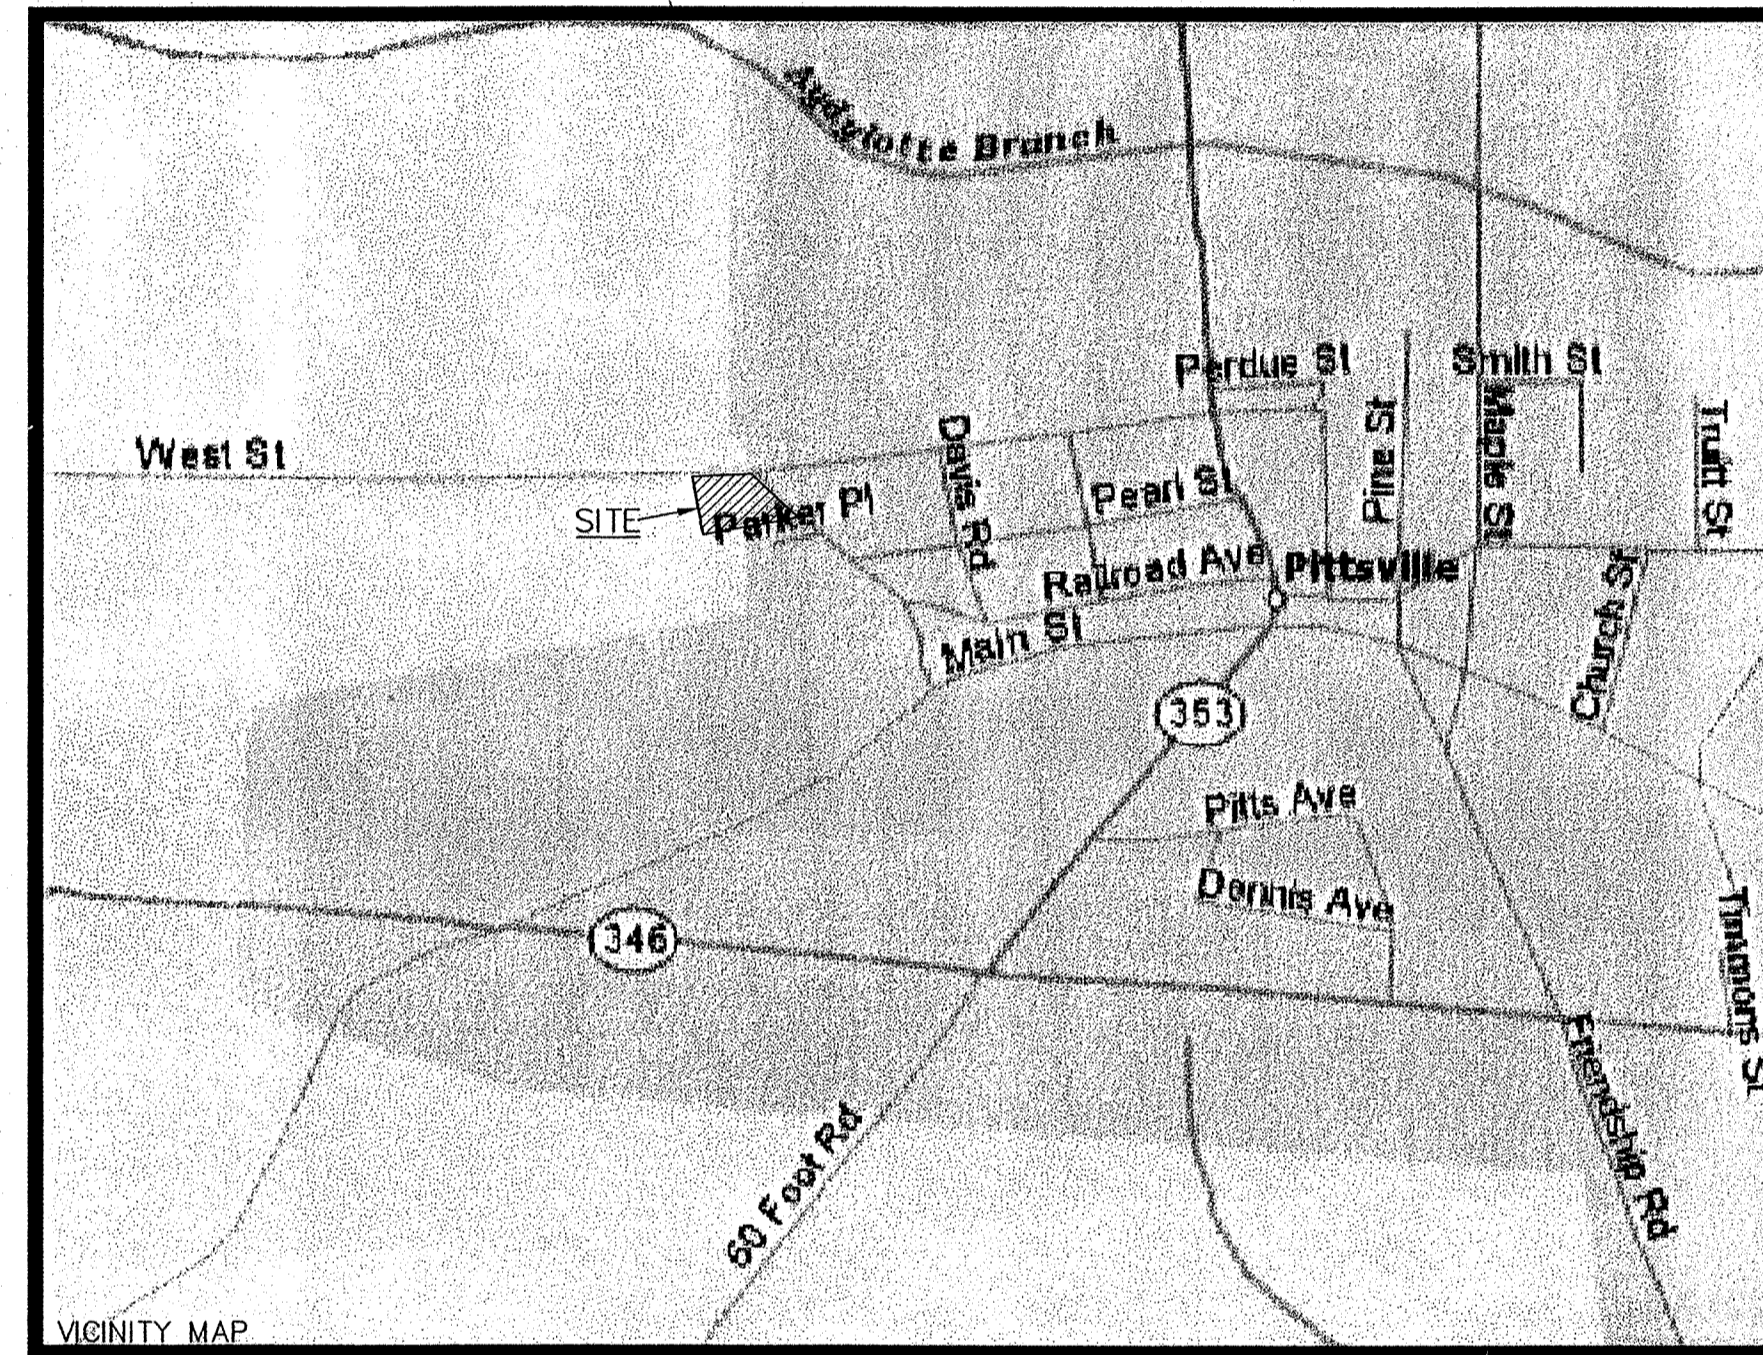 Aydylotte Branch
Perdue St
Smith St
Pine St
Maple St
Truitt St
West St
Davis Rd
Pearl St
SITE
Parker Pl
Railroad Ave
Pittsville
Church St
Main St
353
Pitts Ave
Dennis Ave
346
Timmons St
Friendship Rd
60 Foot Rd
VICINITY MAP